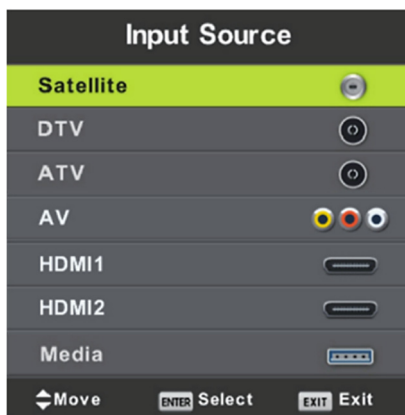 Input Source
Satellite
DTV
ATV
AV
HDMI1
HDMI2
Media
Move ENTER Select EXIT Exit